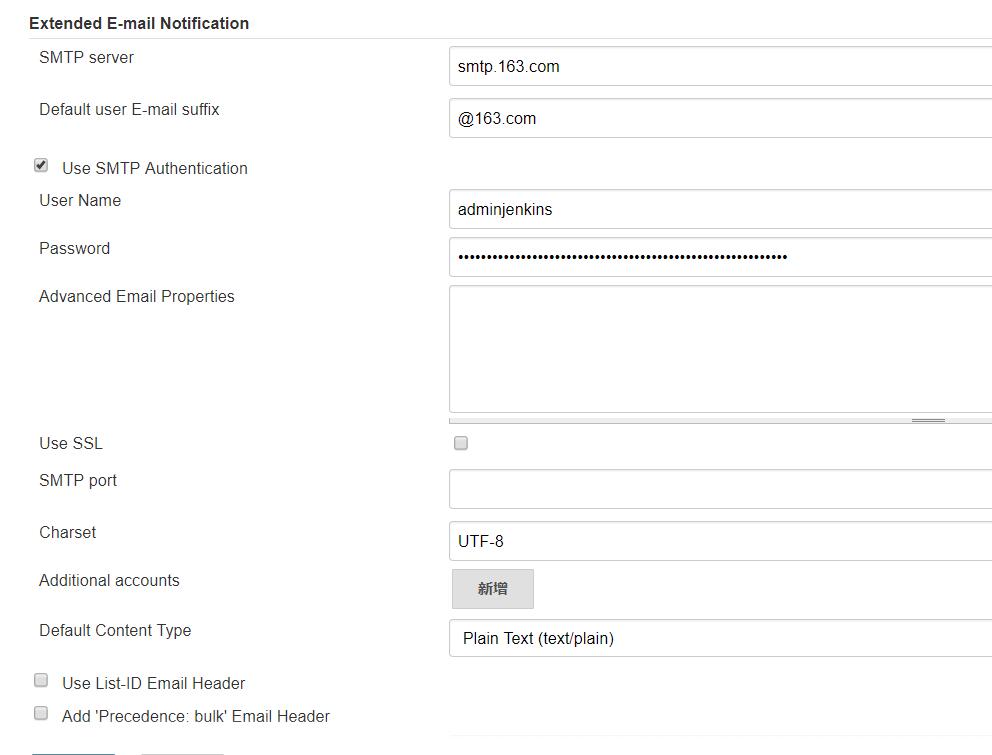 Extended E-mail Notification
SMTP server
smtp.163.com
Default user E-mail suffix
@163.com
Use SMTP Authentication
User Name
adminjenkins
Password
••••••••••••••••••••••••••••••••••••••••••••••••••••••••••
Advanced Email Properties
Use SSL
SMTP port
Charset
UTF-8
Additional accounts
新增
Default Content Type
Plain Text (text/plain)
Use List-ID Email Header
Add 'Precedence: bulk' Email Header